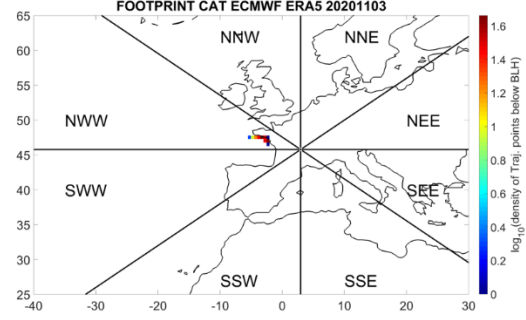 FOOTPRINT CAT ECMWF ERA5 20201103
65
60
55
50
45
40
35
30
25
-40
-30
-20
-10
0
10
20
30
NNW
NNE
NWW
NEE
SWW
SEE
SSW
SSE
1.6
1.4
1.2
1
0.8
0.6
0.4
0.2
0
log10(density of Traj. points below BLH)